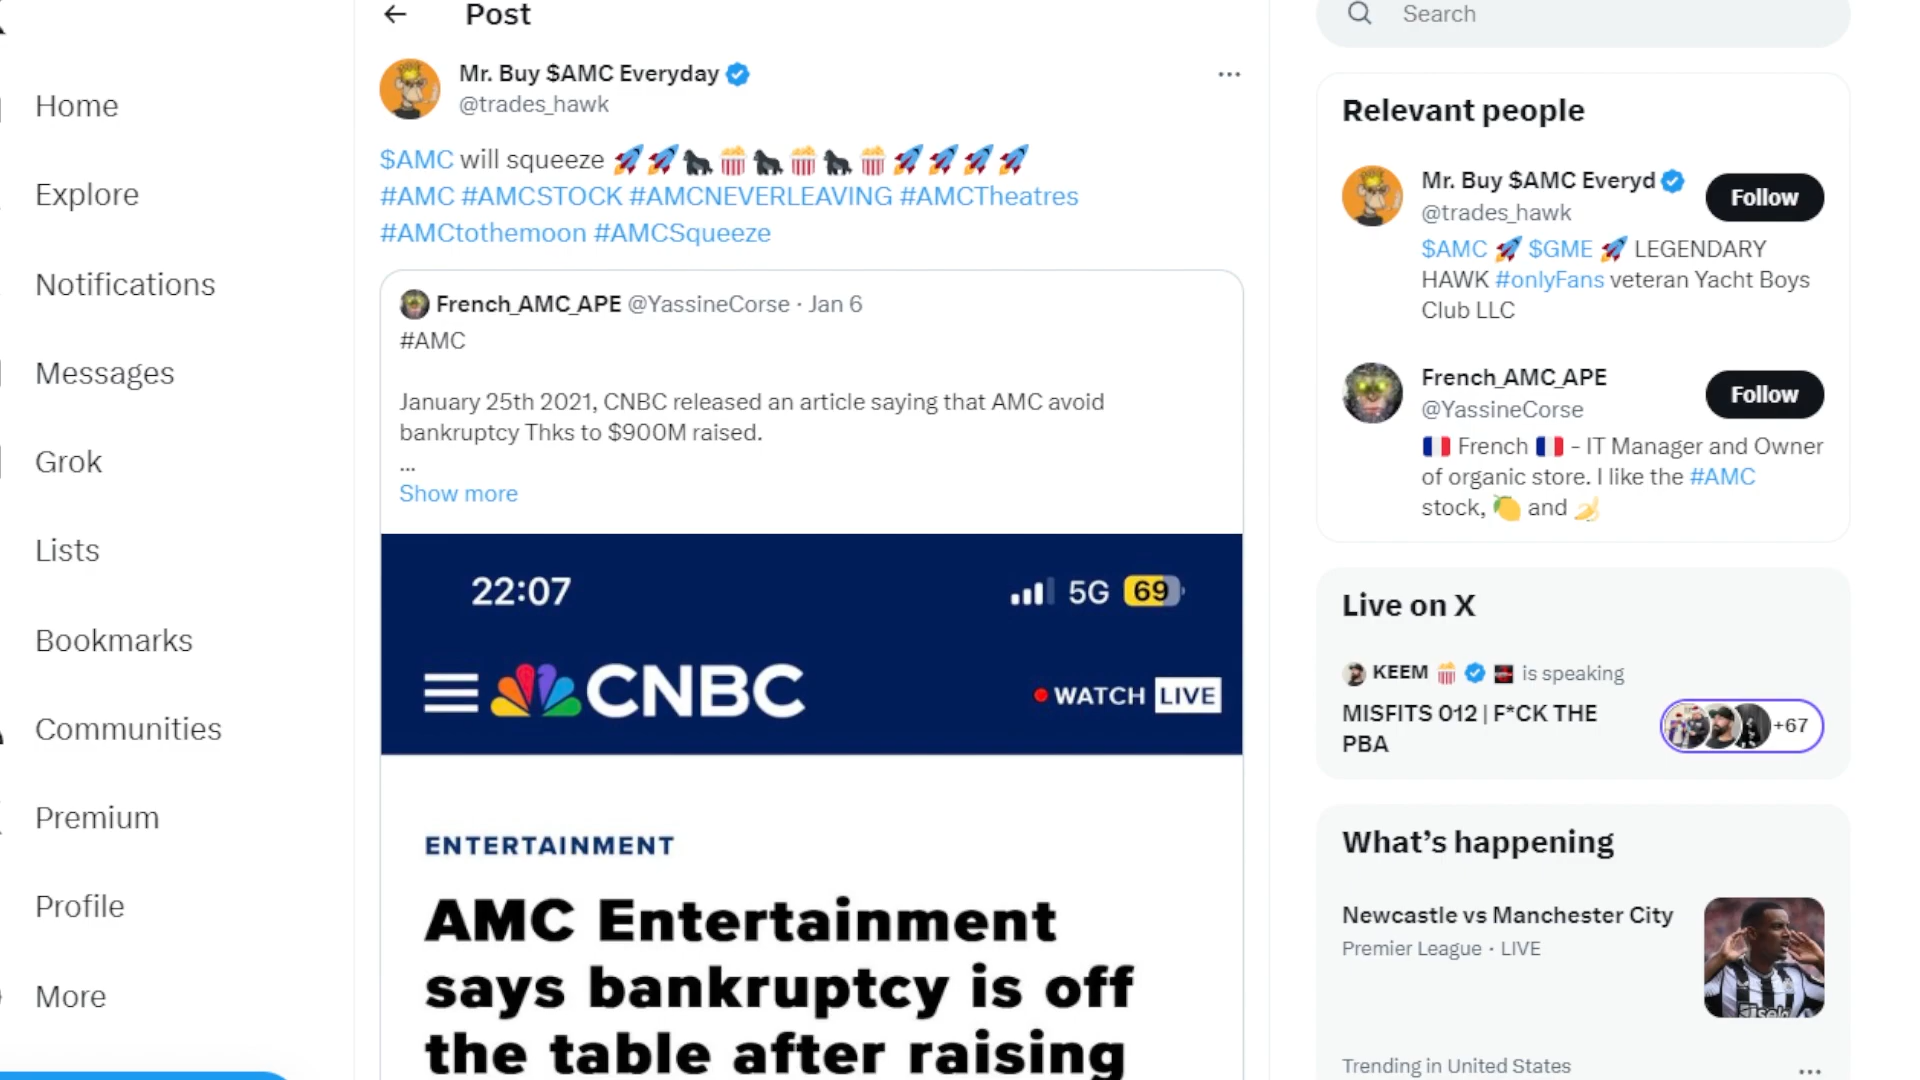 Post
Mr. Buy $AMC Everyday
@trades_hawk
$AMC will squeeze 🚀🚀🦍🍿🦍🍿🦍🍿🚀🚀🚀🚀
#AMC #AMCSTOCK #AMCNEVERLEAVING #AMCTheatres
#AMCtothemoon #AMCSqueeze
French_AMC_APE @YassineCorse · Jan 6
#AMC
January 25th 2021, CNBC released an article saying that AMC avoid
bankruptcy Thks to $900M raised.
...
Show more
22:07
5G 69
CNBC
WATCH LIVE
ENTERTAINMENT
AMC Entertainment
says bankruptcy is off
the table after raising
Home
Explore
Notifications
Messages
Grok
Lists
Bookmarks
Communities
Premium
Profile
More
Search
Relevant people
Mr. Buy $AMC Everyd
Follow
@trades_hawk
$AMC 🚀 $GME 🚀 LEGENDARY
HAWK #onlyFans veteran Yacht Boys
Club LLC
French_AMC_APE
Follow
@YassineCorse
🇫🇷 French 🇫🇷 - IT Manager and Owner
of organic store. I like the #AMC
stock, 🍋 and 🍌
Live on X
KEEM 🍿 is speaking
MISFITS 012 | F*CK THE
PBA
+67
What's happening
Newcastle vs Manchester City
Premier League · LIVE
Trending in United States